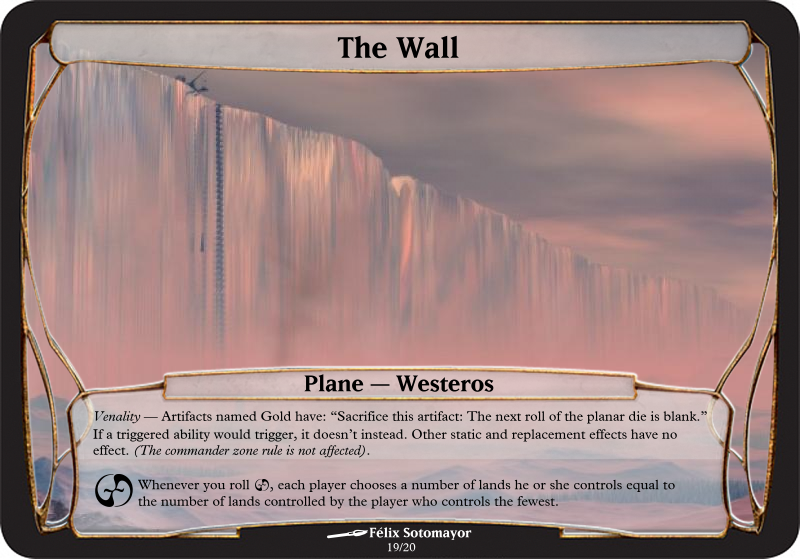 The Wall
Plane — Westeros
Venality — Artifacts named Gold have: “Sacrifice this artifact: The next roll of the planar die is blank.”
If a triggered ability would trigger, it doesn’t instead. Other static and replacement effects have no
effect. (The commander zone rule is not affected).
Whenever you roll , each player chooses a number of lands he or she controls equal to
the number of lands controlled by the player who controls the fewest.
Félix Sotomayor
19/20